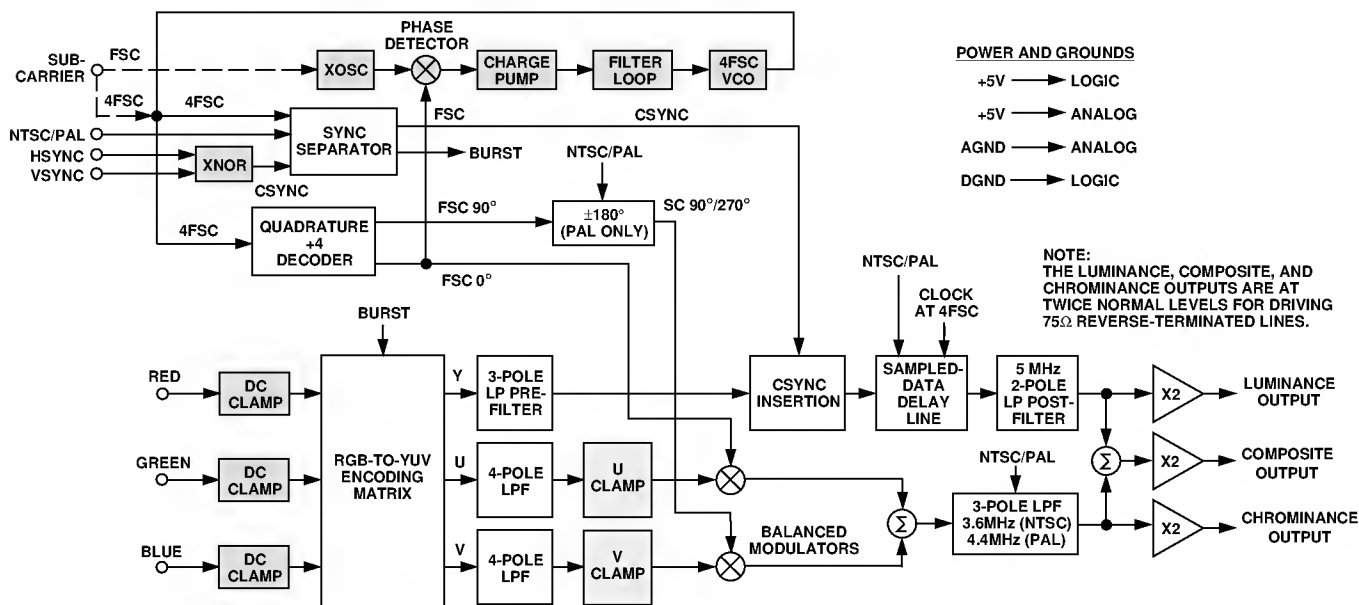 PHASE
DETECTOR
SUB-
CARRIER
FSC
XOSC
CHARGE
PUMP
FILTER
LOOP
4FSC
VCO
POWER AND GROUNDS
+5V
LOGIC
+5V
ANALOG
AGND
ANALOG
DGND
LOGIC
4FSC
4FSC
NTSC/PAL
HSYNC
VSYNC
XNOR
CSYNC
SYNC
SEPARATOR
FSC
CSYNC
BURST
NTSC/PAL
4FSC
QUADRATURE
+4
DECODER
FSC 90°
FSC 0°
±180°
(PAL ONLY)
SC 90°/270°
NTSC/PAL
CLOCK
AT 4FSC
NOTE:
THE LUMINANCE, COMPOSITE, AND
CHROMINANCE OUTPUTS ARE AT
TWICE NORMAL LEVELS FOR DRIVING
75Ω REVERSE-TERMINATED LINES.
BURST
RED
DC
CLAMP
GREEN
DC
CLAMP
BLUE
DC
CLAMP
RGB-TO-YUV
ENCODING
MATRIX
Y
3-POLE
LP PRE-
FILTER
U
4-POLE
LPF
U
CLAMP
V
4-POLE
LPF
V
CLAMP
BALANCED
MODULATORS
CSYNC
INSERTION
SAMPLED-
DATA
DELAY
LINE
5 MHz
2-POLE
LP POST-
FILTER
Σ
NTSC/PAL
3-POLE LPF
3.6MHz (NTSC)
4.4MHz (PAL)
Σ
X2
LUMINANCE
OUTPUT
X2
COMPOSITE
OUTPUT
X2
CHROMINANCE
OUTPUT